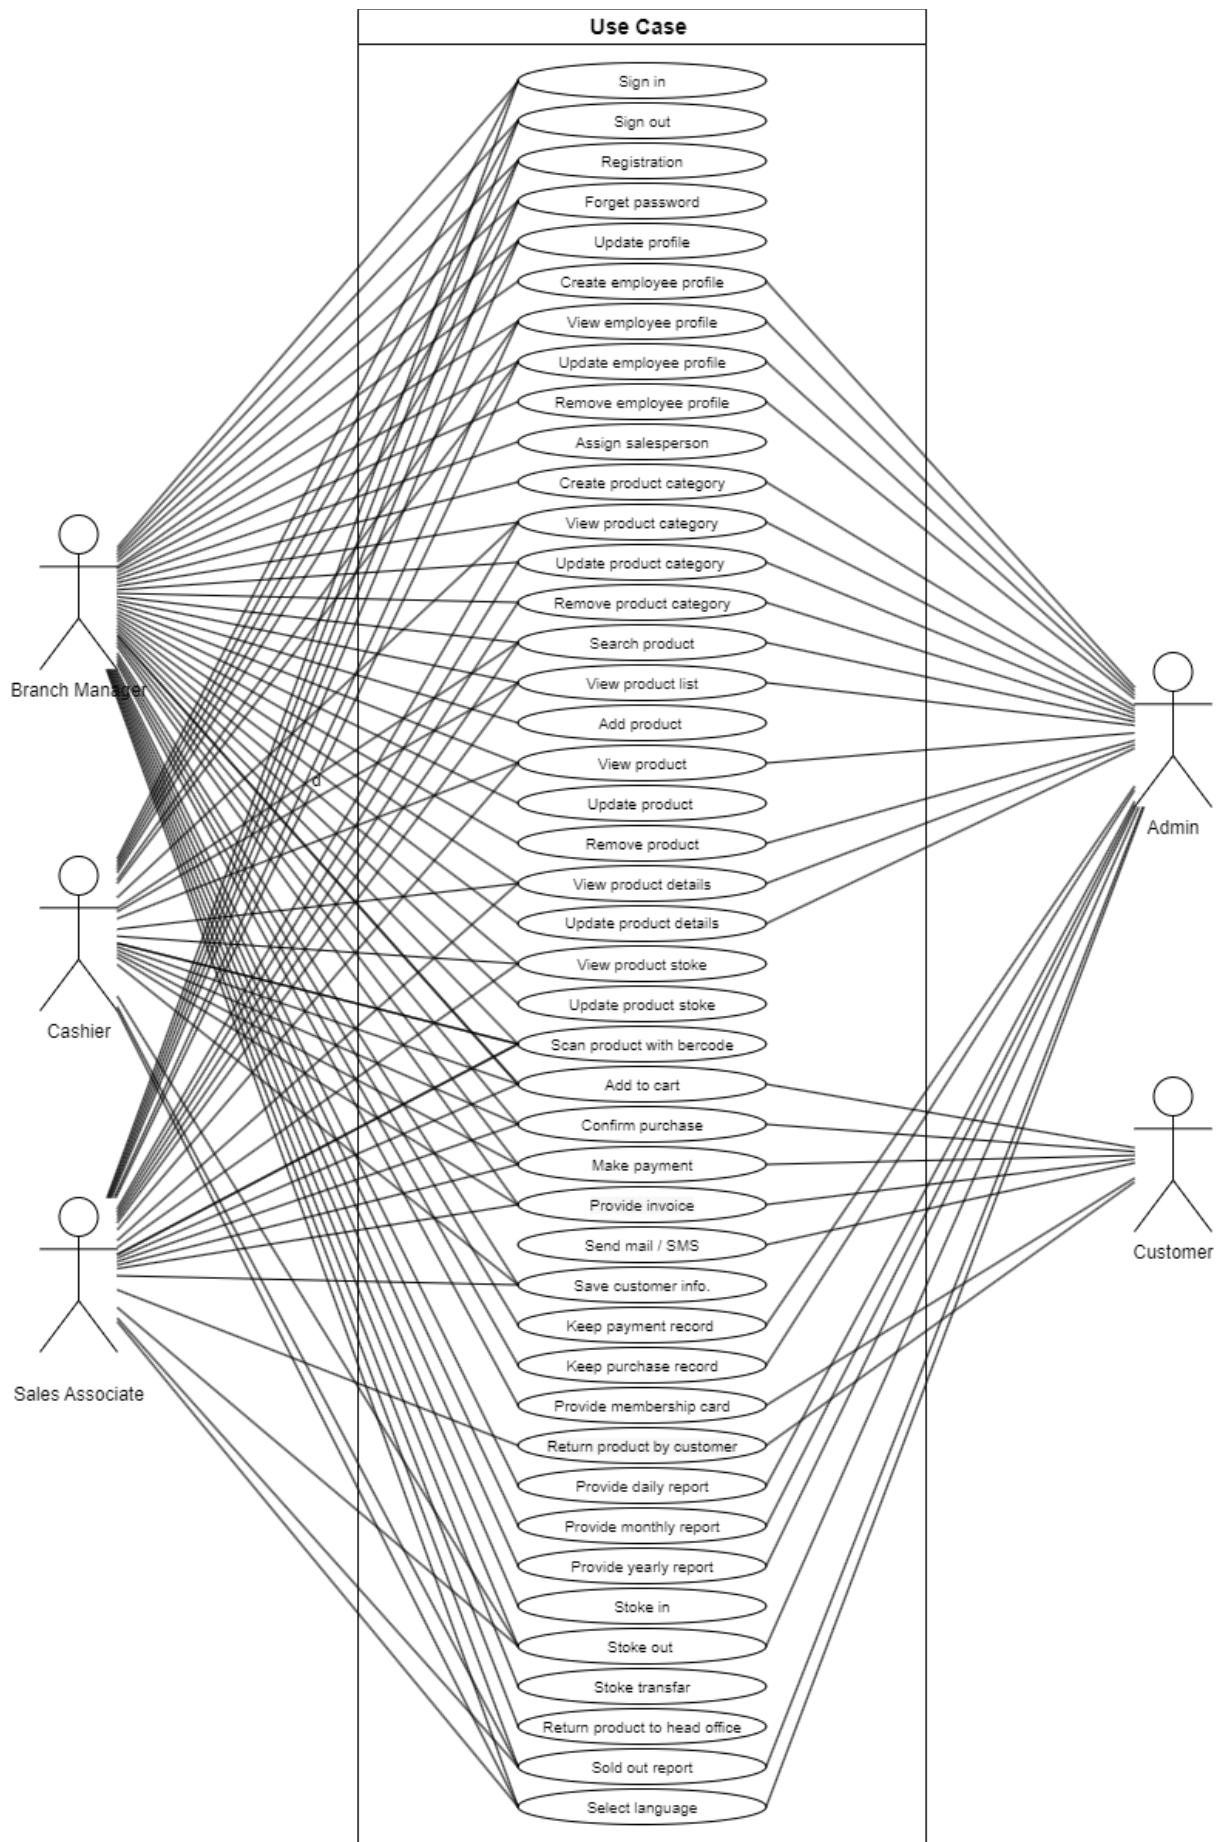 Use Case
Sign in
Sign out
Registration
Forget password
Update profile
Create employee profile
View employee profile
Update employee profile
Remove employee profile
Assign salesperson
Create product category
View product category
Update product category
Remove product category
Search product
View product list
Add product
View product
Update product
Remove product
View product details
Update product details
View product stoke
Update product stoke
Scan product with bercode
Add to cart
Confirm purchase
Make payment
Provide invoice
Send mail / SMS
Save customer info.
Keep payment record
Keep purchase record
Provide membership card
Return product by customer
Provide daily report
Provide monthly report
Provide yearly report
Stoke in
Stoke out
Stoke transfar
Return product to head office
Sold out report
Select language
Branch Manager
d
Cashier
Sales Associate
Admin
Customer